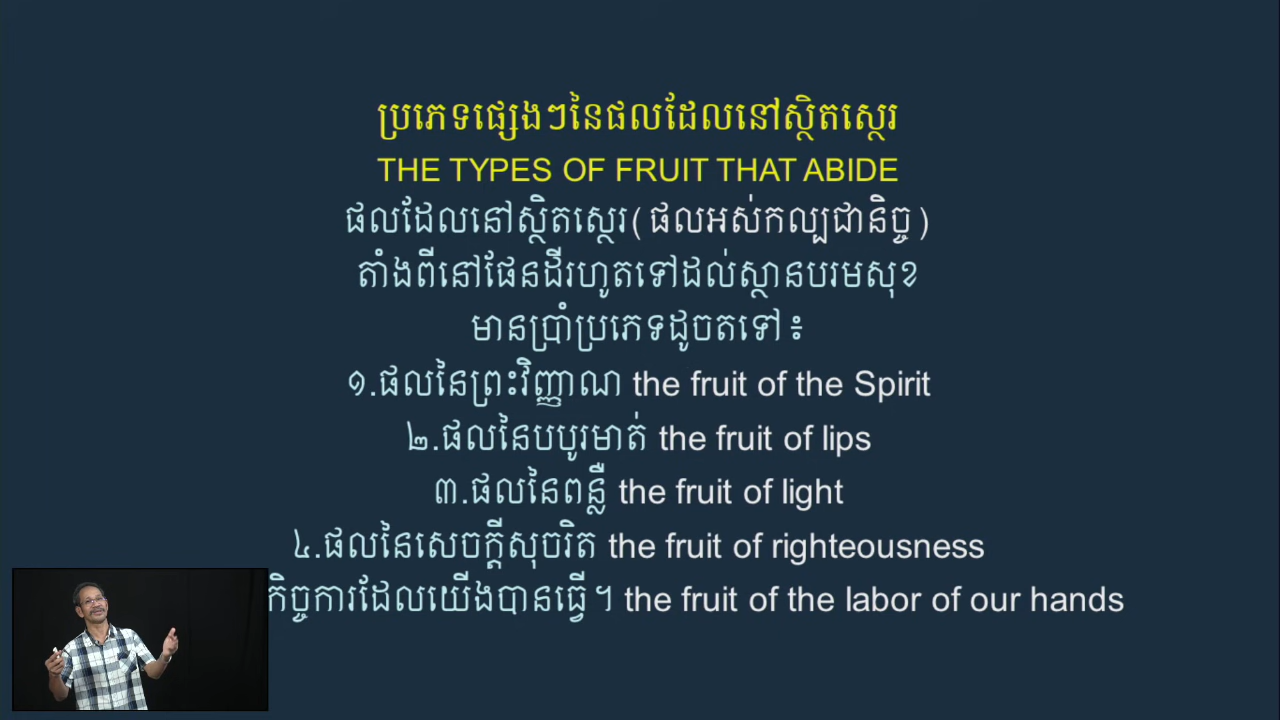 ប្រភេទផ្សេងៗនៃផលដែលនៅស្ថិតស្ថេរ
THE TYPES OF FRUIT THAT ABIDE
ផលដែលនៅស្ថិតស្ថេរ(ផលអស់កល្បជានិច្ច)
តាំងពីនៅផែនដីរហូតទៅដល់ស្ថានបរមសុខ
មានប្រាំប្រភេទដូចតទៅ៖
១.ផលនៃព្រះវិញ្ញាណ the fruit of the Spirit
២.ផលនៃបបូរមាត់ the fruit of lips
៣.ផលនៃពន្លឺ the fruit of light
៤.ផលនៃសេចក្ដីសុចរិត the fruit of righteousness
កិច្ចការដែលយើងបានធ្វើ។ the fruit of the labor of our hands